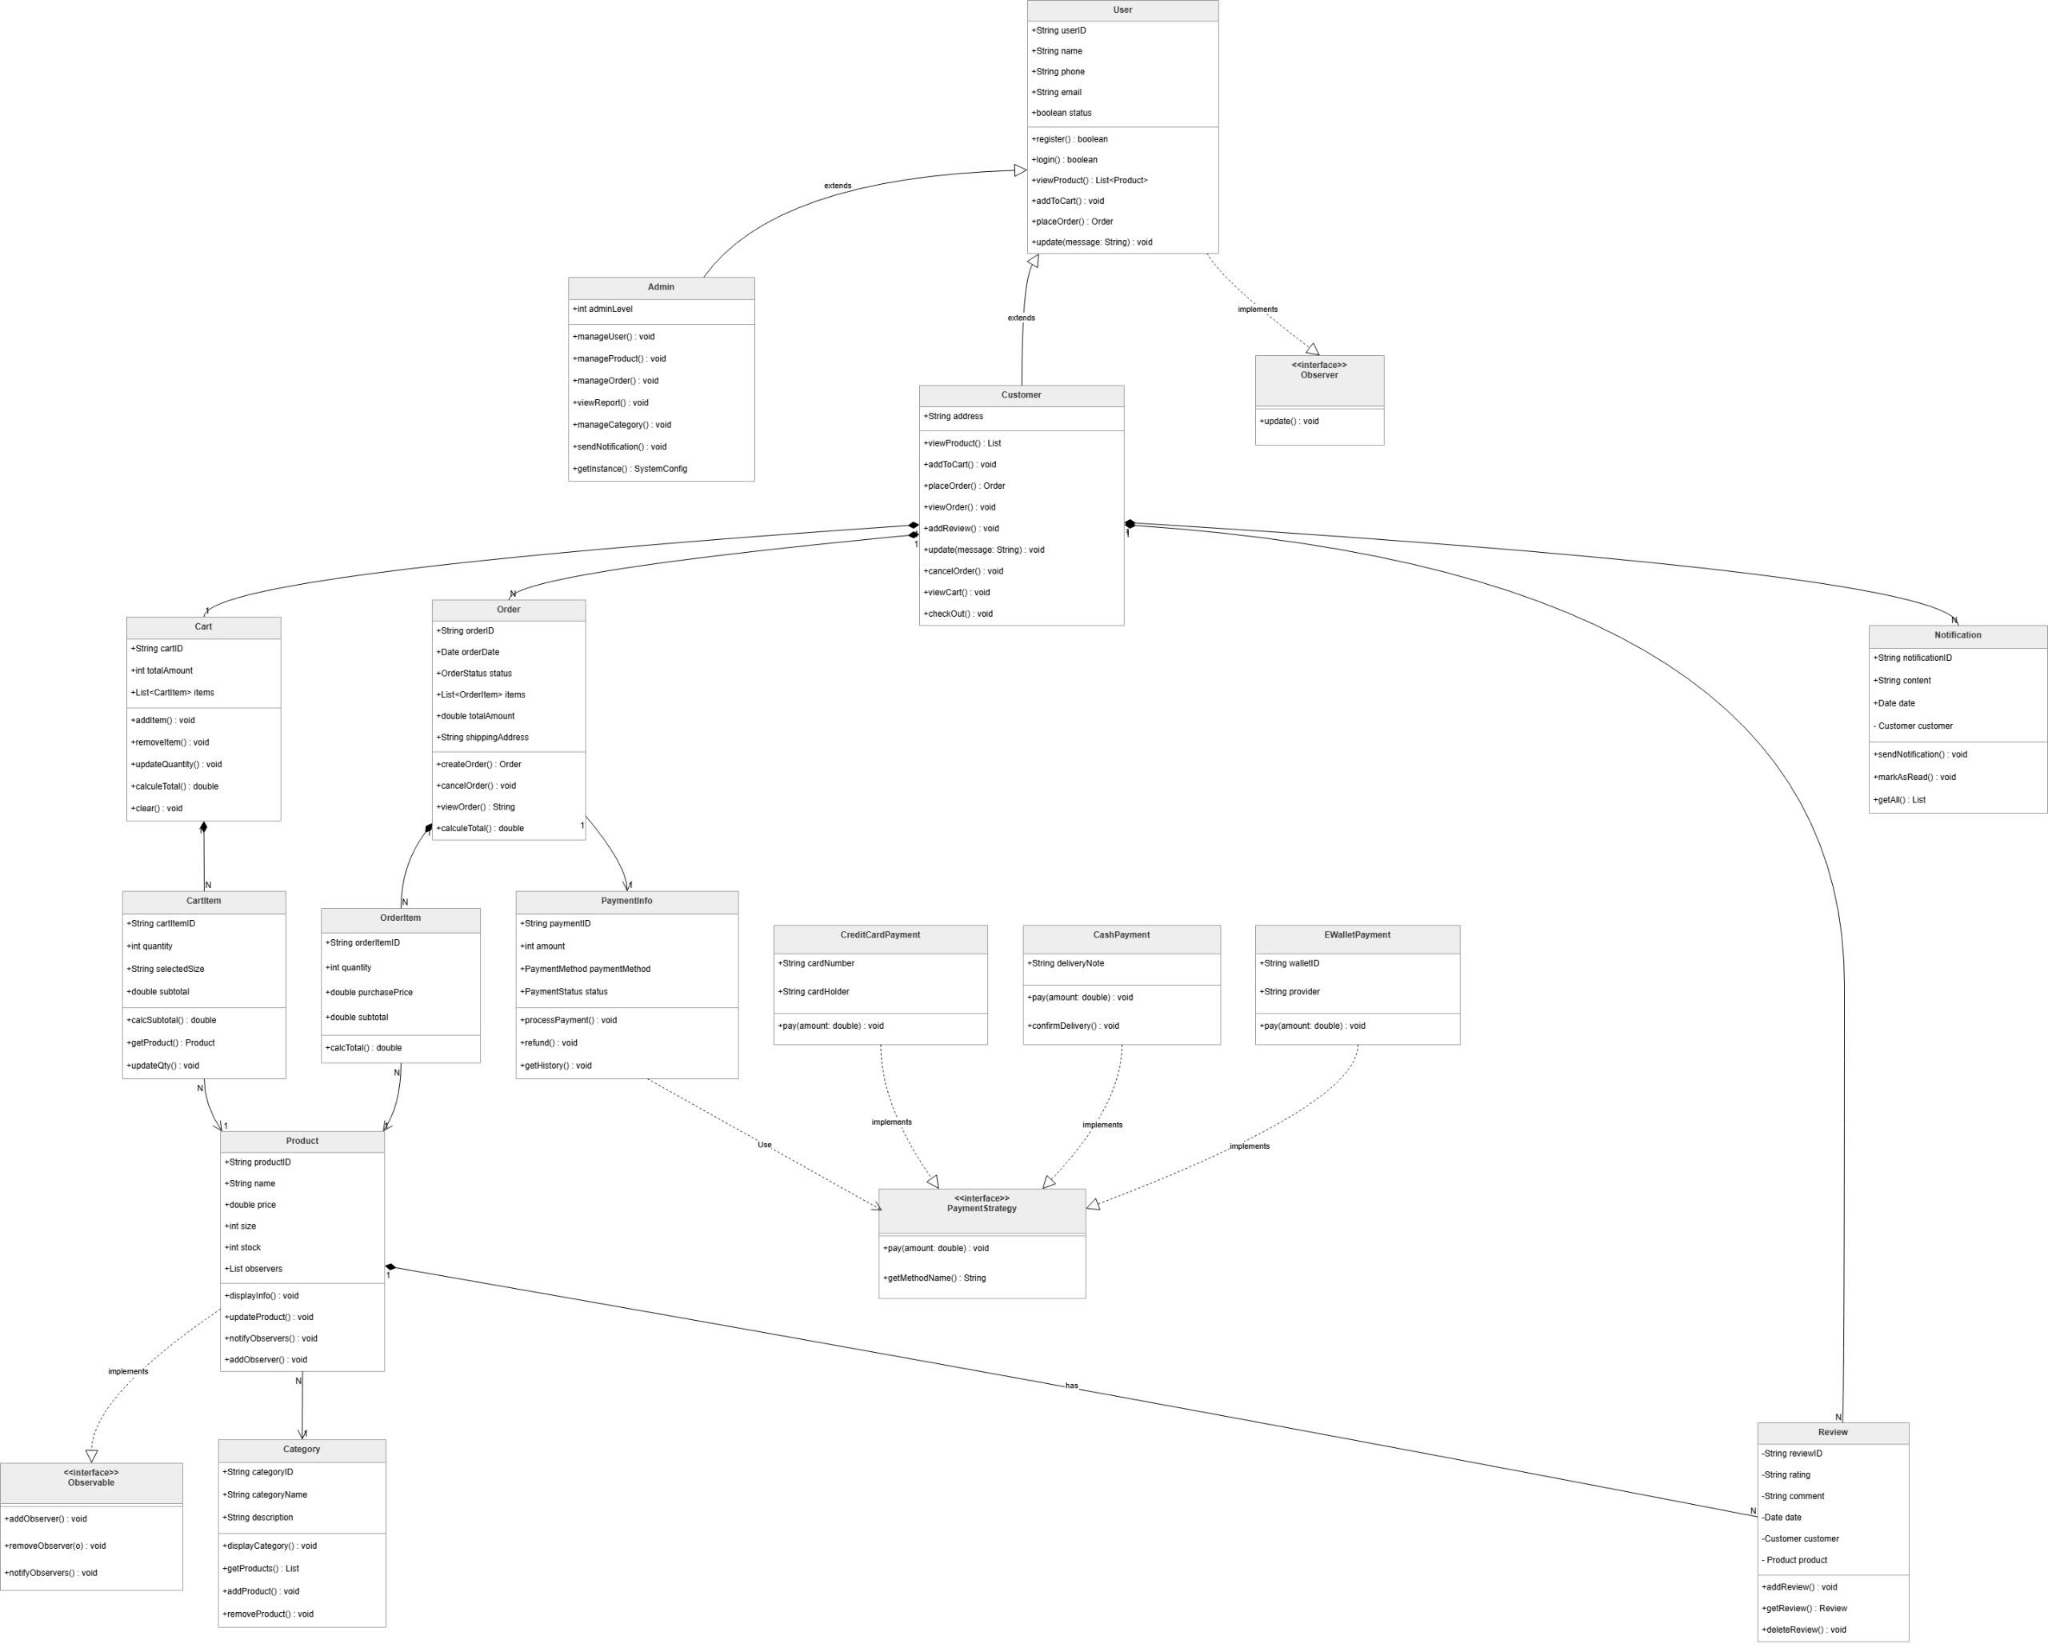 User
+String userID
+String name
+String phone
+String email
+boolean status
+register() : boolean
+login() : boolean
+viewProduct() : List<Product>
+addToCart() : void
+placeOrder() : Order
+update(message: String) : void
extends
extends
implements
Admin
+int adminLevel
+manageUser() : void
+manageProduct() : void
+manageOrder() : void
+viewReport() : void
+manageCategory() : void
+sendNotification() : void
+getInstance() : SystemConfig
<<interface>>
Observer
+update() : void
Customer
+String address
+viewProduct() : List
+addToCart() : void
+placeOrder() : Order
+viewOrder() : void
+addReview() : void
+update(message: String) : void
+cancelOrder() : void
+viewCart() : void
+checkOut() : void
1
1
1
N
N
Cart
+String cartID
+int totalAmount
+List<CartItem> items
+addItem() : void
+removeItem() : void
+updateQuantity() : void
+calculeTotal() : double
+clear() : void
1
N
Order
+String orderID
+Date orderDate
+OrderStatus status
+List<OrderItem> items
+double totalAmount
+String shippingAddress
+createOrder() : Order
+cancelOrder() : void
+viewOrder() : String
+calculeTotal() : double
1
1
N
1
Notification
+String notificationID
+String content
+Date date
- Customer customer
+sendNotification() : void
+markAsRead() : void
+getAll() : List
CartItem
+String cartItemID
+int quantity
+String selectedSize
+double subtotal
+calcSubtotal() : double
+getProduct() : Product
+updateQty() : void
N
1
OrderItem
+String orderItemID
+int quantity
+double purchasePrice
+double subtotal
+calcTotal() : double
N
1
PaymentInfo
+String paymentID
+int amount
+PaymentMethod paymentMethod
+PaymentStatus status
+processPayment() : void
+refund() : void
+getHistory() : void
Use
CreditCardPayment
+String cardNumber
+String cardHolder
+pay(amount: double) : void
implements
CashPayment
+String deliveryNote
+pay(amount: double) : void
+confirmDelivery() : void
implements
EWalletPayment
+String walletID
+String provider
+pay(amount: double) : void
implements
<<interface>>
PaymentStrategy
+pay(amount: double) : void
+getMethodName() : String
Product
+String productID
+String name
+double price
+int size
+int stock
+List observers
+displayInfo() : void
+updateProduct() : void
+notifyObservers() : void
+addObserver() : void
1
has
N
N
implements
N
1
<<interface>>
Observable
+addObserver() : void
+removeObserver(o) : void
+notifyObservers() : void
Category
+String categoryID
+String categoryName
+String description
+displayCategory() : void
+getProducts() : List
+addProduct() : void
+removeProduct() : void
Review
-String reviewID
-String rating
-String comment
-Date date
-Customer customer
- Product product
+addReview() : void
+getReview() : Review
+deleteReview() : void